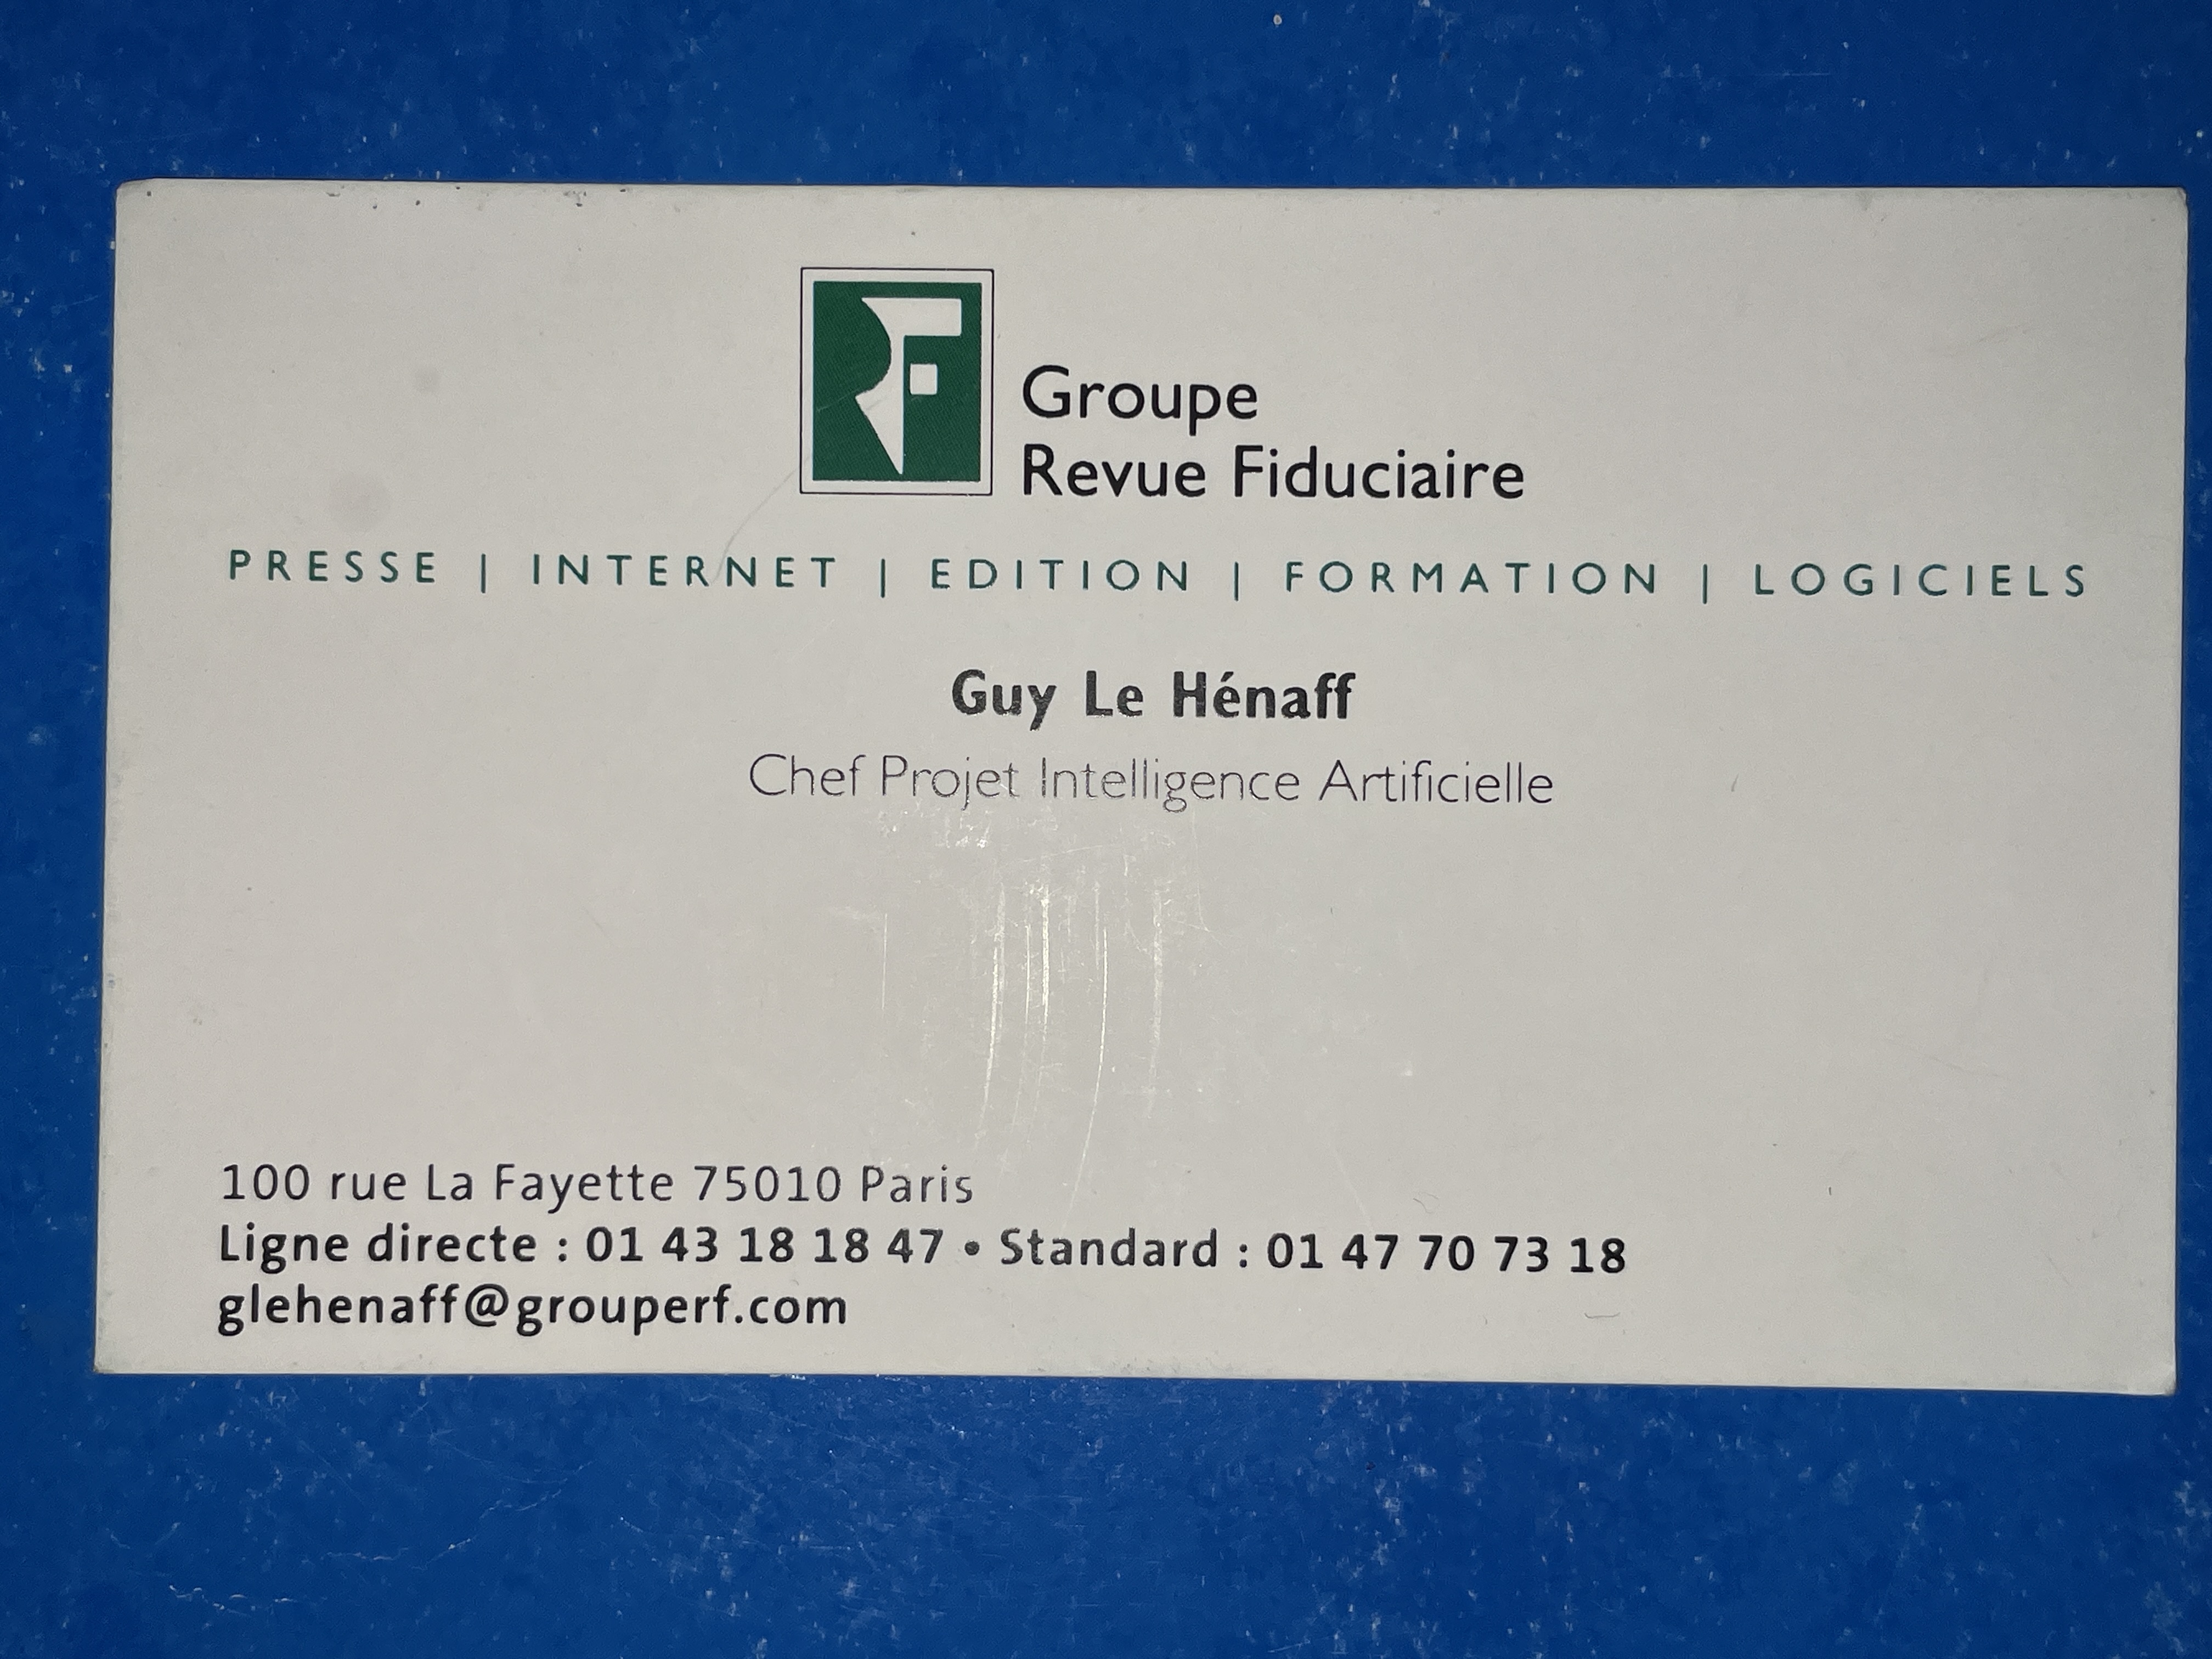 RF
Groupe
Revue Fiduciaire
PRESSE | INTERNET | EDITION | FORMATION | LOGICIELS
Guy Le Hénaff
Chef Projet Intelligence Artificielle
100 rue La Fayette 75010 Paris
Ligne directe : 01 43 18 18 47 • Standard : 01 47 70 73 18
glehenaff@grouperf.com